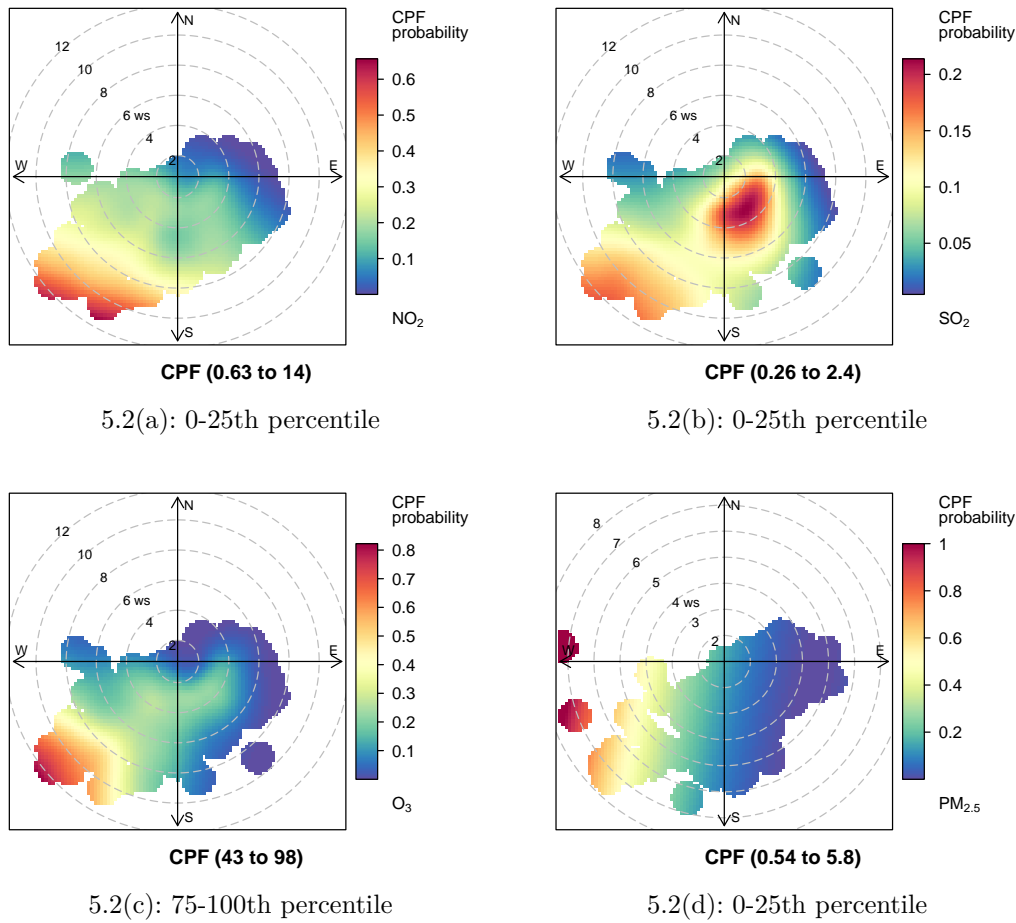 CPF
probability
N
E
S
W
2
4
6 ws
8
10
12
0.6
0.5
0.4
0.3
0.2
0.1
NO2
CPF (0.63 to 14)
5.2(a): 0-25th percentile
CPF
probability
N
E
S
W
2
4
6 ws
8
10
12
0.2
0.15
0.1
0.05
SO2
CPF (0.26 to 2.4)
5.2(b): 0-25th percentile
CPF
probability
N
E
S
W
2
4
6 ws
8
10
12
0.8
0.7
0.6
0.5
0.4
0.3
0.2
0.1
O3
CPF (43 to 98)
5.2(c): 75-100th percentile
CPF
probability
N
E
S
W
2
3
4 ws
5
6
7
8
1
0.8
0.6
0.4
0.2
PM2.5
CPF (0.54 to 5.8)
5.2(d): 0-25th percentile